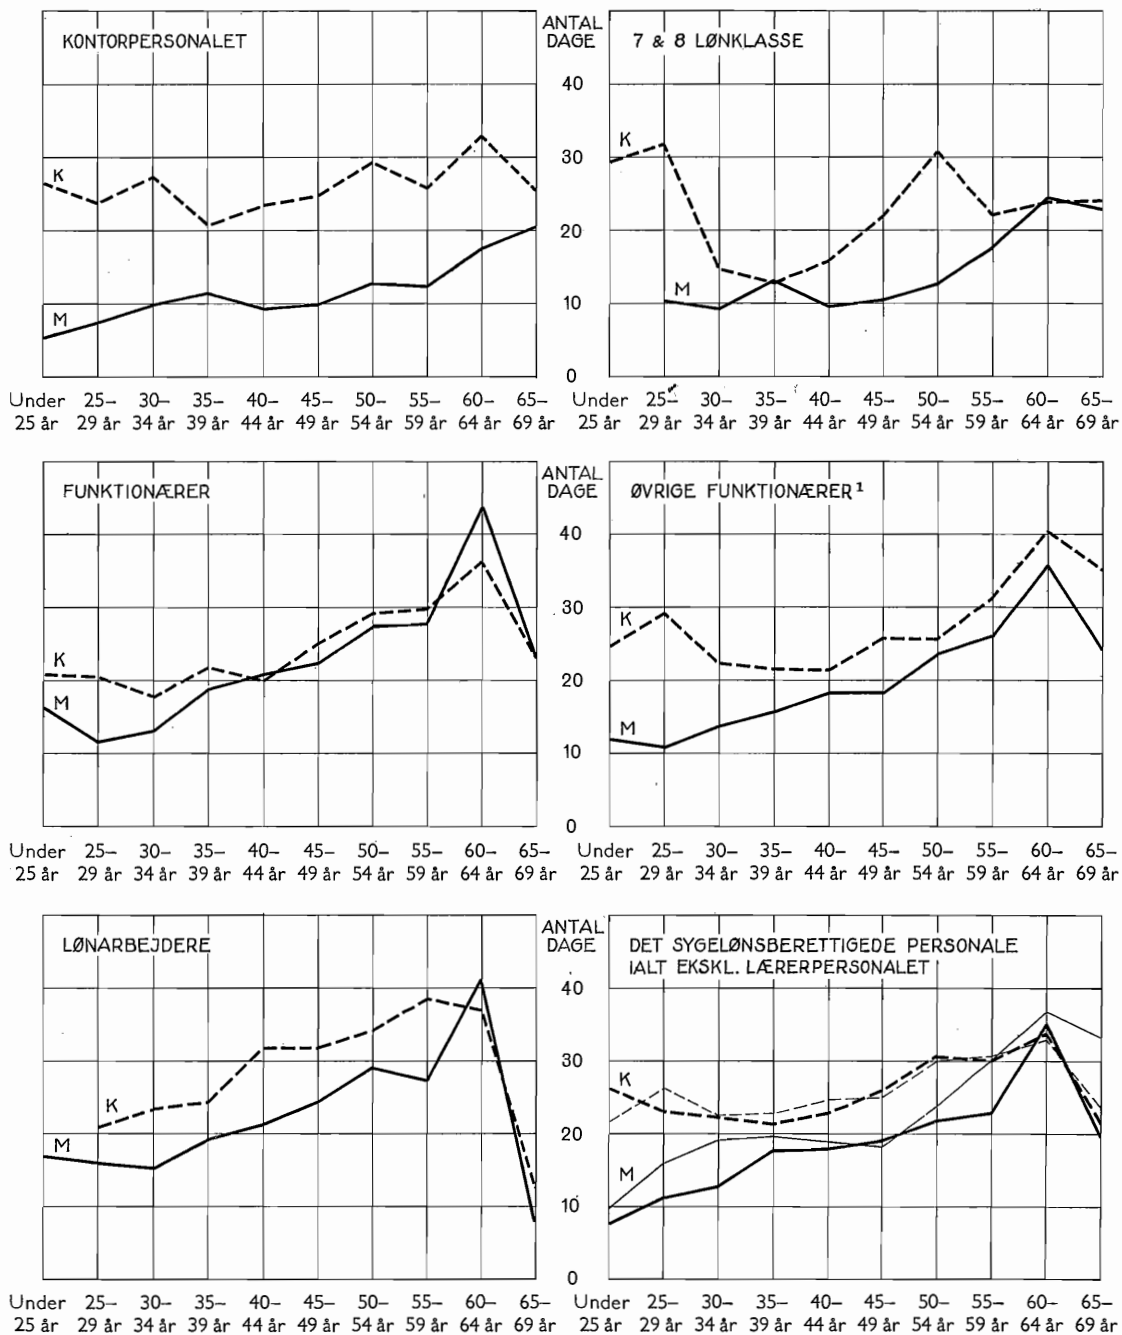 KONTORPERSONALET
ANTAL
DAGE
7 & 8 LØNKLASSE
40
30
20
10
0
K
M
K
M
Under 25– 30– 35– 40– 45– 50– 55– 60– 65–
25 år 29 år 34 år 39 år 44 år 49 år 54 år 59 år 64 år 69 år
Under 25– 30– 35– 40– 45– 50– 55– 60– 65–
25 år 29 år 34 år 39 år 44 år 49 år 54 år 59 år 64 år 69 år
FUNKTIONÆRER
ANTAL
DAGE
ØVRIGE FUNKTIONÆRER¹
40
30
20
10
0
K
M
K
M
Under 25– 30– 35– 40– 45– 50– 55– 60– 65–
25 år 29 år 34 år 39 år 44 år 49 år 54 år 59 år 64 år 69 år
Under 25– 30– 35– 40– 45– 50– 55– 60– 65–
25 år 29 år 34 år 39 år 44 år 49 år 54 år 59 år 64 år 69 år
LØNARBEJDERE
ANTAL
DAGE
DET SYGELØNSBERETTIGEDE PERSONALE
IALT EKSKL. LÆRERPERSONALET
40
30
20
10
0
K
M
K
M
Under 25– 30– 35– 40– 45– 50– 55– 60– 65–
25 år 29 år 34 år 39 år 44 år 49 år 54 år 59 år 64 år 69 år
Under 25– 30– 35– 40– 45– 50– 55– 60– 65–
25 år 29 år 34 år 39 år 44 år 49 år 54 år 59 år 64 år 69 år